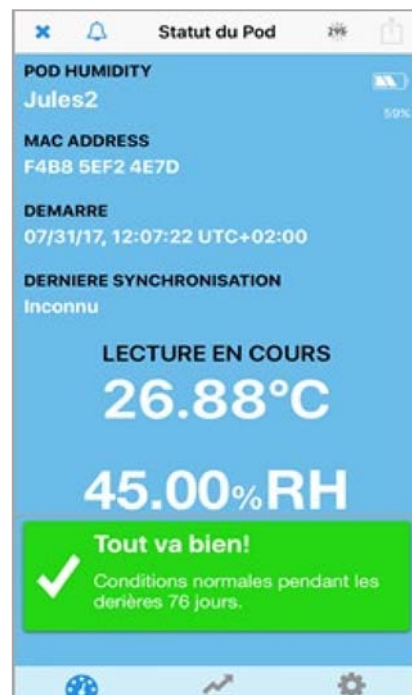 Statut du Pod
295
POD HUMIDITY
Jules2
59%
MAC ADDRESS
F4B8 5EF2 4E7D
DEMARRE
07/31/17, 12:07:22 UTC+02:00
DERNIERE SYNCHRONISATION
Inconnu
LECTURE EN COURS
26.88°C
45.00%RH
Tout va bien!
Conditions normales pendant les
derières 76 jours.